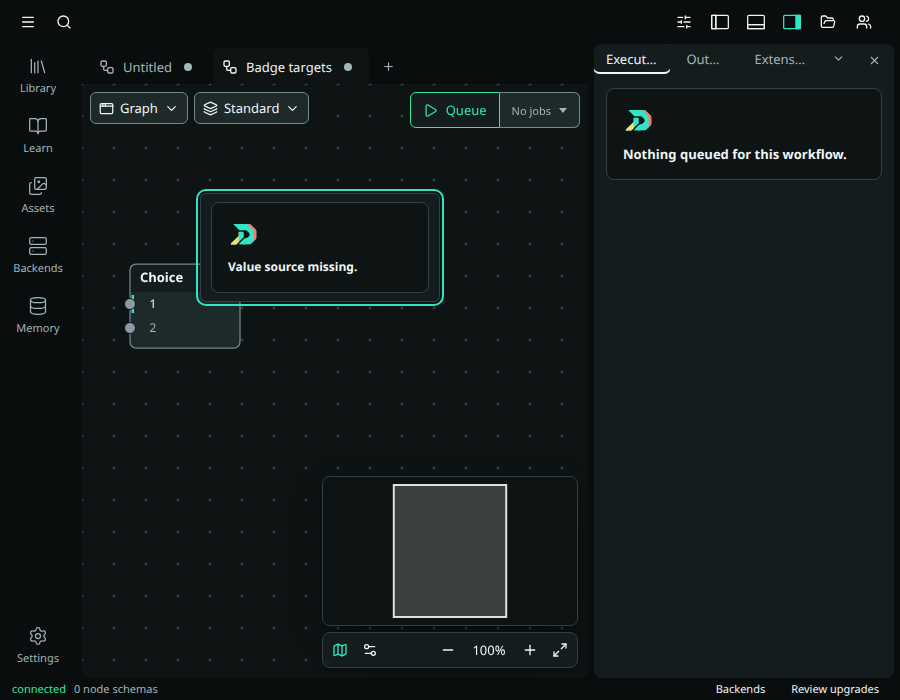 Untitled
Badge targets
Execut...
Out...
Extens...
Library
Learn
Assets
Backends
Memory
Settings
Graph
Standard
Queue
No jobs
Nothing queued for this workflow.
Value source missing.
Choice
1
2
100%
connected
0 node schemas
Backends
Review upgrades